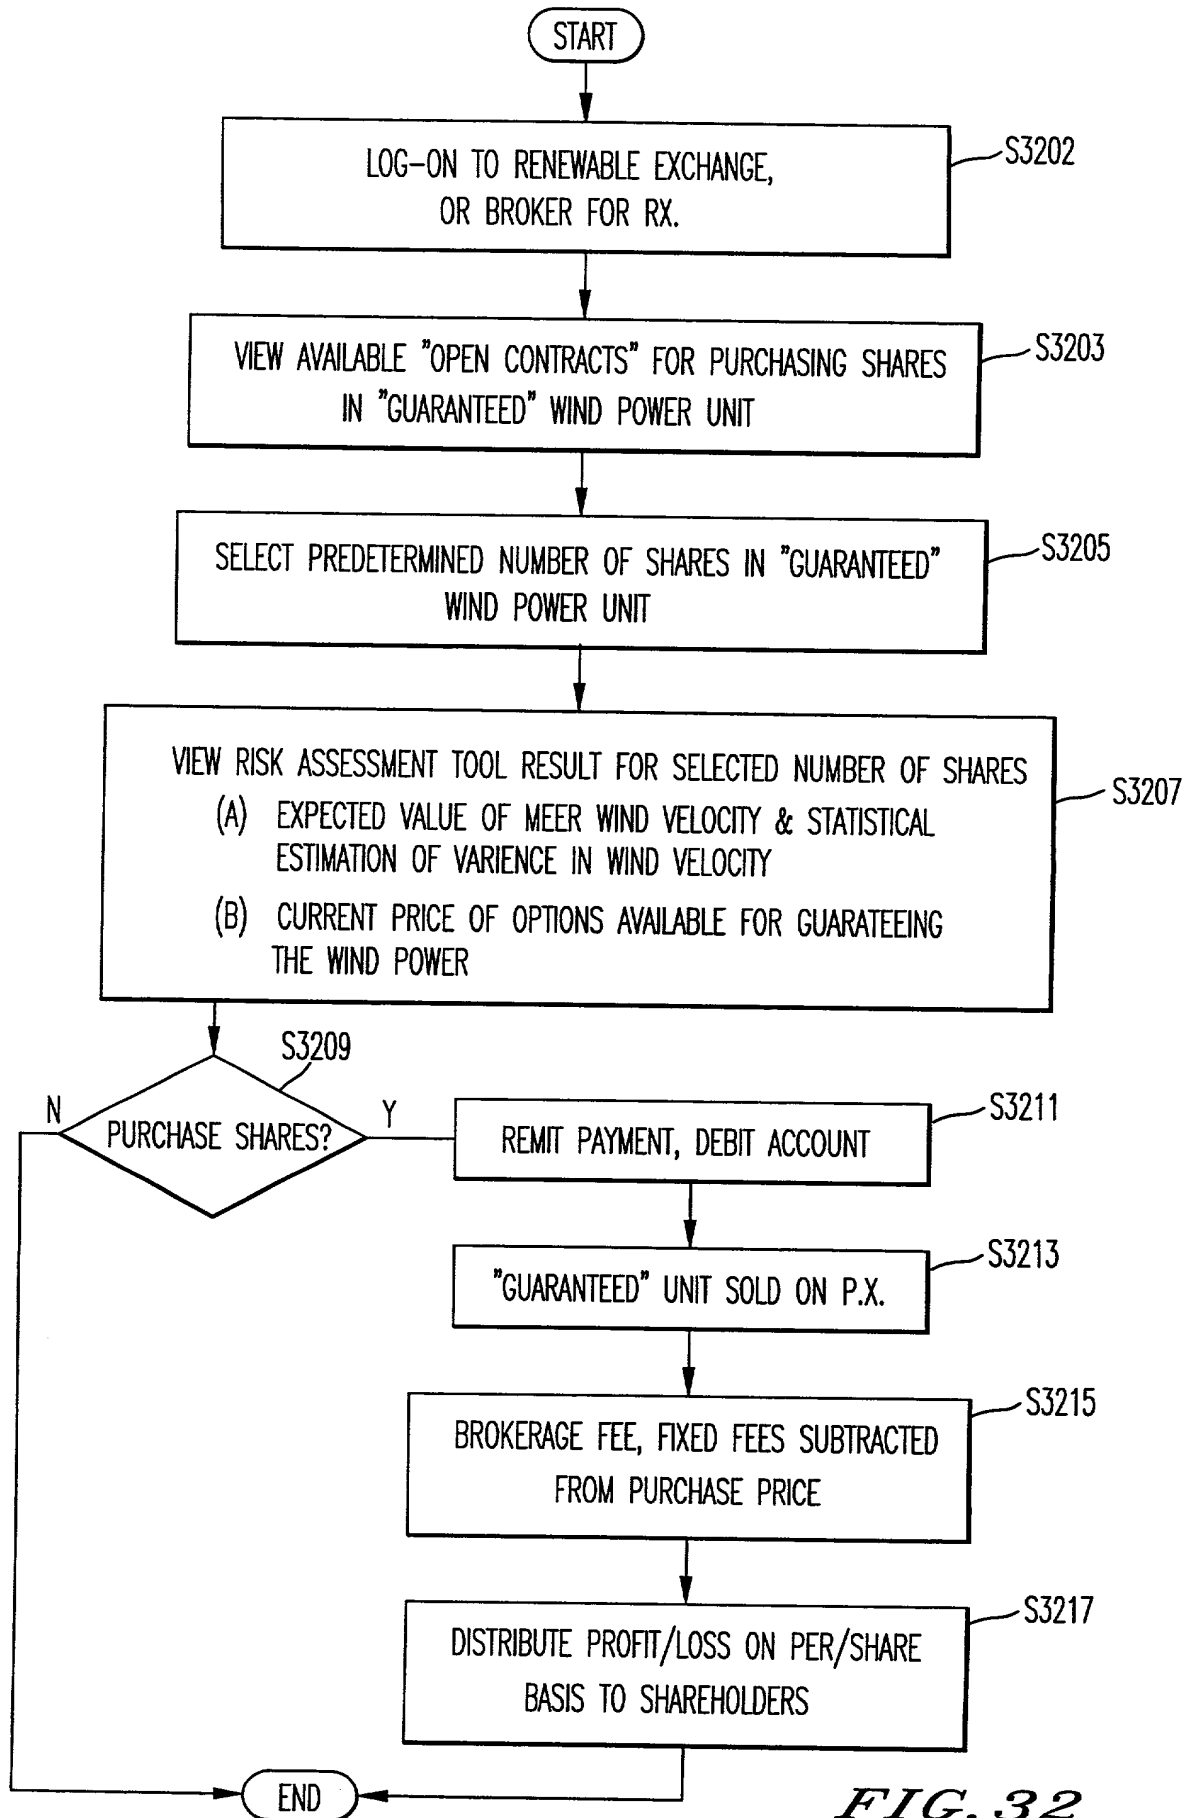 START
LOG-ON TO RENEWABLE EXCHANGE,
OR BROKER FOR RX.
S3202
VIEW AVAILABLE "OPEN CONTRACTS" FOR PURCHASING SHARES
IN "GUARANTEED" WIND POWER UNIT
S3203
SELECT PREDETERMINED NUMBER OF SHARES IN "GUARANTEED"
WIND POWER UNIT
S3205
VIEW RISK ASSESSMENT TOOL RESULT FOR SELECTED NUMBER OF SHARES
(A) EXPECTED VALUE OF MEER WIND VELOCITY & STATISTICAL
ESTIMATION OF VARIENCE IN WIND VELOCITY
(B) CURRENT PRICE OF OPTIONS AVAILABLE FOR GUARATEEING
THE WIND POWER
S3207
S3209
N
PURCHASE SHARES?
Y
REMIT PAYMENT, DEBIT ACCOUNT
S3211
"GUARANTEED" UNIT SOLD ON P.X.
S3213
BROKERAGE FEE, FIXED FEES SUBTRACTED
FROM PURCHASE PRICE
S3215
DISTRIBUTE PROFIT/LOSS ON PER/SHARE
BASIS TO SHAREHOLDERS
S3217
END
FIG. 32